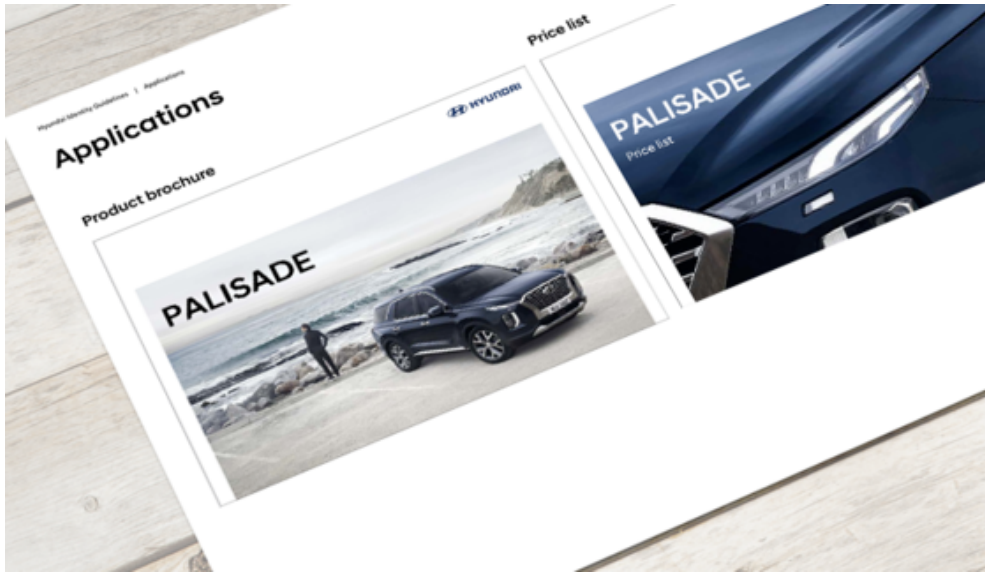 Hyundai Identity Guidelines | Applications
Applications
Product brochure
HYUNDAI
PALISADE
Price list
PALISADE
Price list